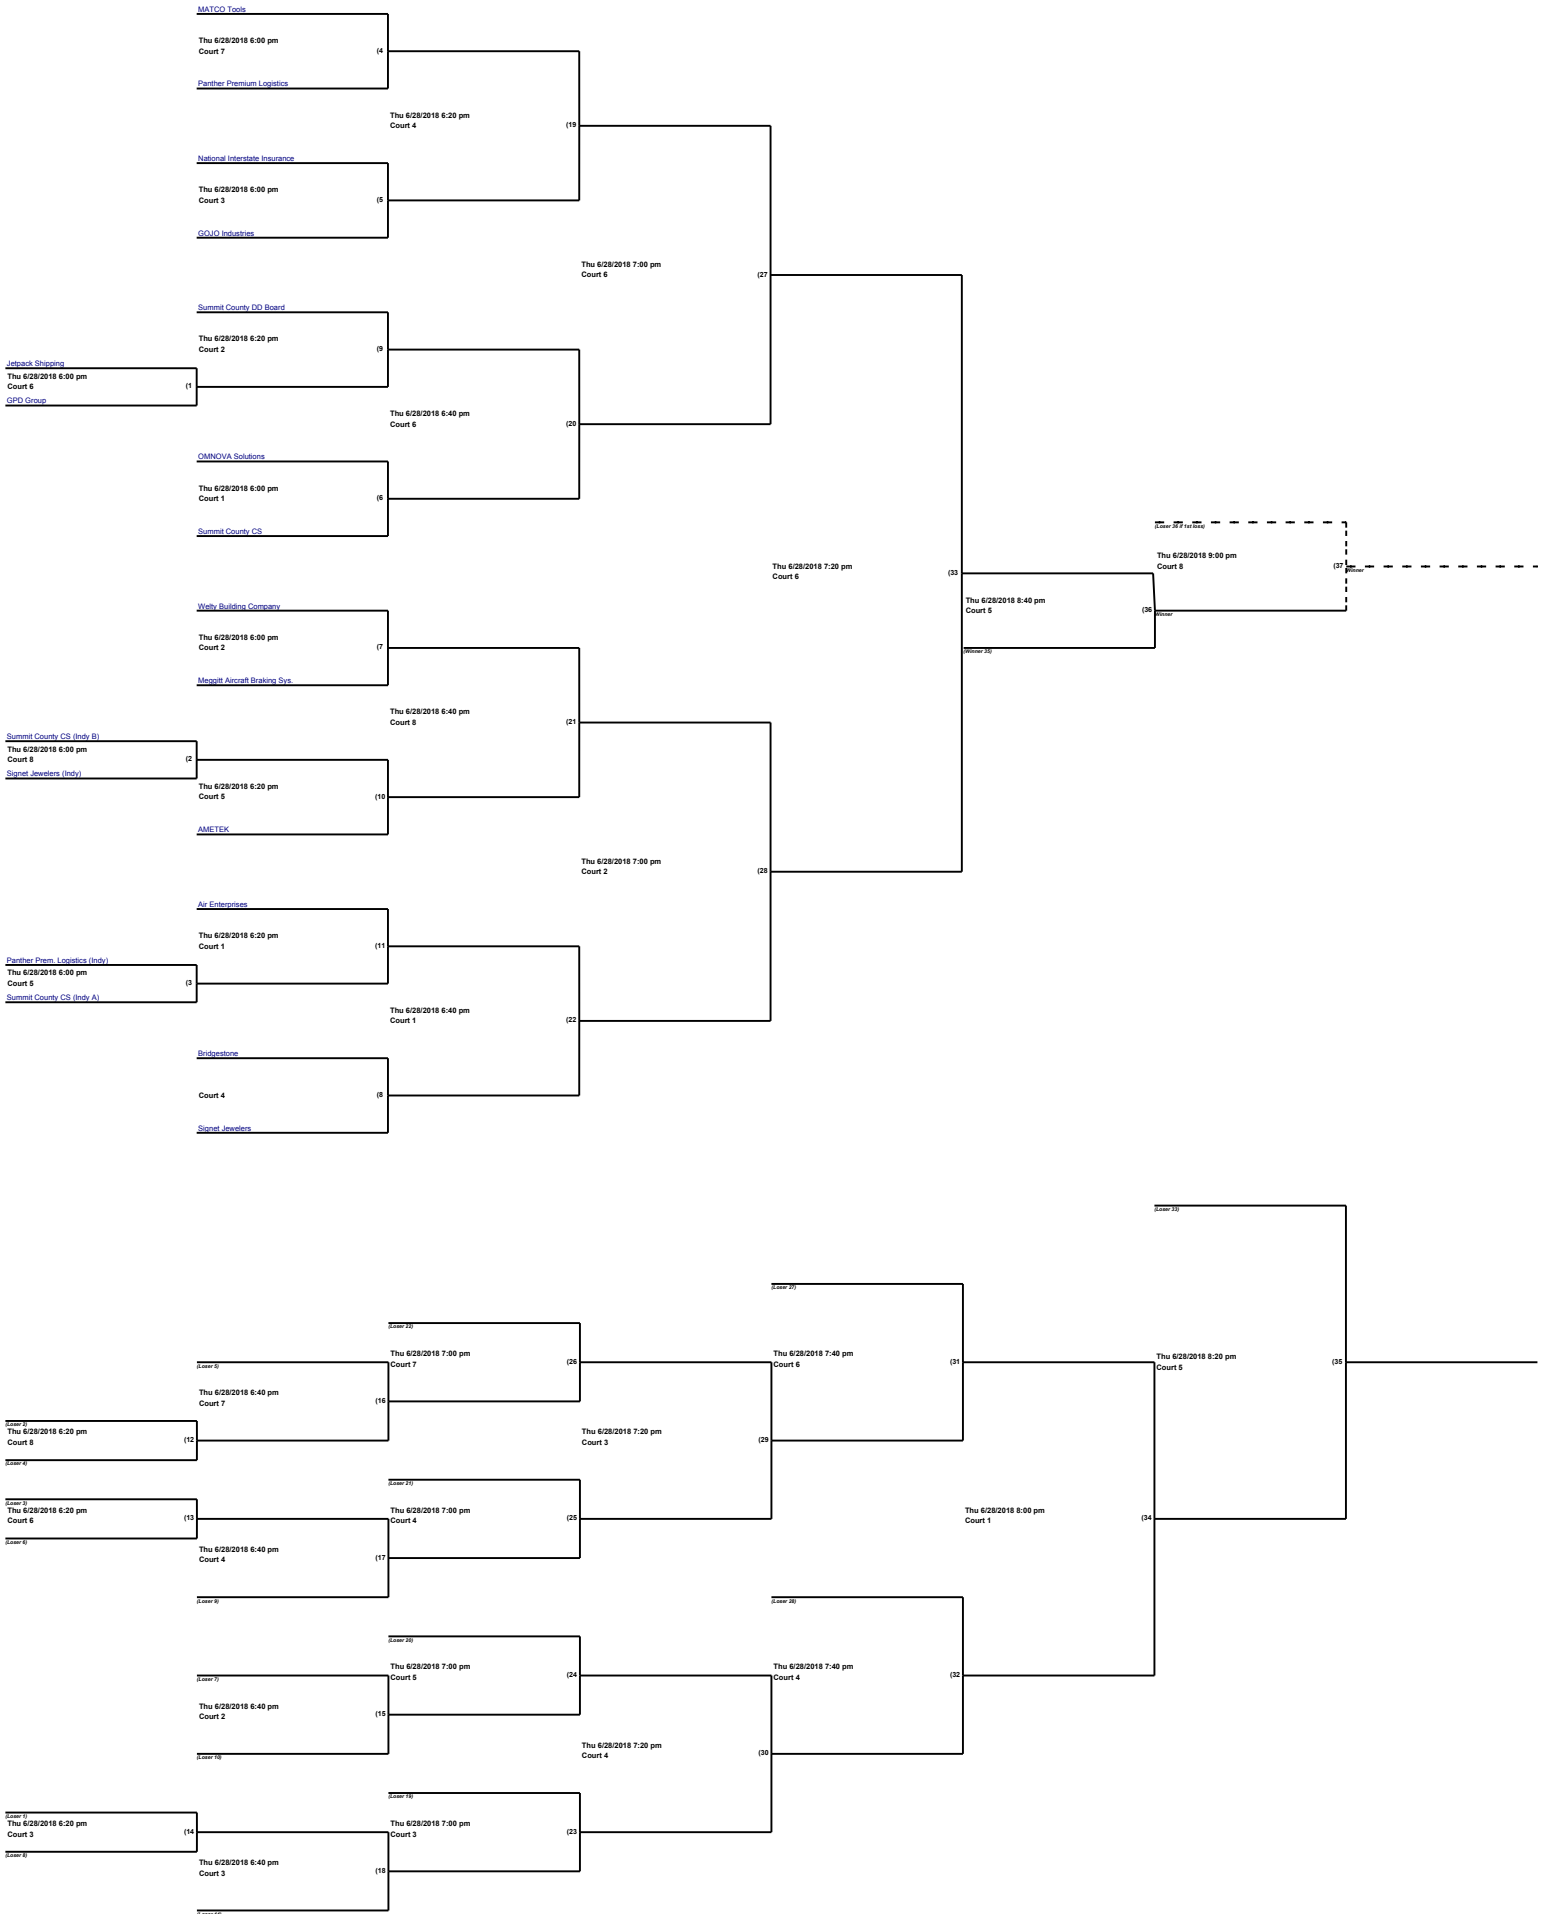 MATCO Tools
Thu 6/28/2018 6:00 pm
Court 7
(4
Panther Premium Logistics
Thu 6/28/2018 6:20 pm
Court 4
(19
National Interstate Insurance
Thu 6/28/2018 6:00 pm
Court 3
(5
GOJO Industries
Thu 6/28/2018 7:00 pm
Court 6
(27
Summit County DD Board
Thu 6/28/2018 6:20 pm
Court 2
(9
Jetpack Shipping
Thu 6/28/2018 6:00 pm
Court 6
(1
GPD Group
Thu 6/28/2018 6:40 pm
Court 6
(20
OMNOVA Solutions
Thu 6/28/2018 6:00 pm
Court 1
(6
Summit County CS
(Loser 36 if 1st loss)
Thu 6/28/2018 9:00 pm
Court 8
(37
Winner
Thu 6/28/2018 7:20 pm
Court 6
(33
Thu 6/28/2018 8:40 pm
Court 5
(36
Winner
(Winner 35)
Welty Building Company
Thu 6/28/2018 6:00 pm
Court 2
(7
Meggitt Aircraft Braking Sys.
Thu 6/28/2018 6:40 pm
Court 8
(21
Summit County CS (Indy B)
Thu 6/28/2018 6:00 pm
Court 8
(2
Signet Jewelers (Indy)
Thu 6/28/2018 6:20 pm
Court 5
(10
AMETEK
Thu 6/28/2018 7:00 pm
Court 2
(28
Air Enterprises
Thu 6/28/2018 6:20 pm
Court 1
(11
Panther Prem. Logistics (Indy)
Thu 6/28/2018 6:00 pm
Court 5
(3
Summit County CS (Indy A)
Thu 6/28/2018 6:40 pm
Court 1
(22
Bridgestone
Court 4
(8
Signet Jewelers
(Loser 33)
(Loser 27)
(Loser 22)
Thu 6/28/2018 7:00 pm
Court 7
(26
Thu 6/28/2018 7:40 pm
Court 6
(31
Thu 6/28/2018 8:20 pm
Court 5
(35
(Loser 5)
Thu 6/28/2018 6:40 pm
Court 7
(16
(Loser 2)
Thu 6/28/2018 6:20 pm
Court 8
(12
(Loser 4)
Thu 6/28/2018 7:20 pm
Court 3
(29
(Loser 21)
(Loser 3)
Thu 6/28/2018 6:20 pm
Court 6
(13
(Loser 6)
Thu 6/28/2018 7:00 pm
Court 4
(25
Thu 6/28/2018 8:00 pm
Court 1
(34
Thu 6/28/2018 6:40 pm
Court 4
(17
(Loser 9)
(Loser 28)
(Loser 20)
Thu 6/28/2018 7:00 pm
Court 5
(24
Thu 6/28/2018 7:40 pm
Court 4
(32
(Loser 7)
Thu 6/28/2018 6:40 pm
Court 2
(15
(Loser 10)
Thu 6/28/2018 7:20 pm
Court 4
(30
(Loser 19)
(Loser 1)
Thu 6/28/2018 6:20 pm
Court 3
(14
(Loser 8)
Thu 6/28/2018 7:00 pm
Court 3
(23
Thu 6/28/2018 6:40 pm
Court 3
(18